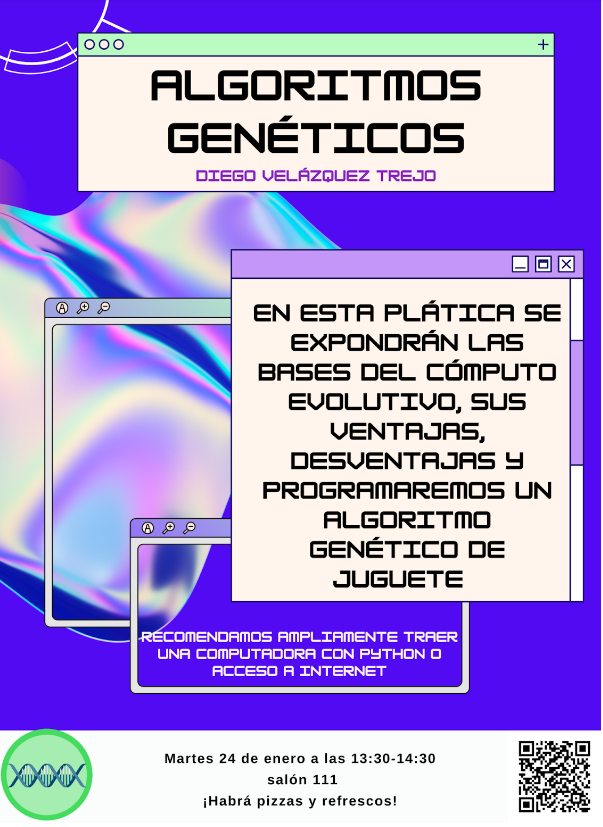 ALGORITMOS
GENÉTICOS
DIEGO VELÁZQUEZ TREJO
EN ESTA PLÁTICA SE
EXPONDRÁN LAS
BASES DEL CÓMPUTO
EVOLUTIVO, SUS
VENTAJAS,
DESVENTAJAS Y
PROGRAMAREMOS UN
ALGORITMO
GENÉTICO DE
JUGUETE
RECOMENDAMOS AMPLIAMENTE TRAER
UNA COMPUTADORA CON PYTHON O
ACCESO A INTERNET
Martes 24 de enero a las 13:30-14:30
salón 111
¡Habrá pizzas y refrescos!